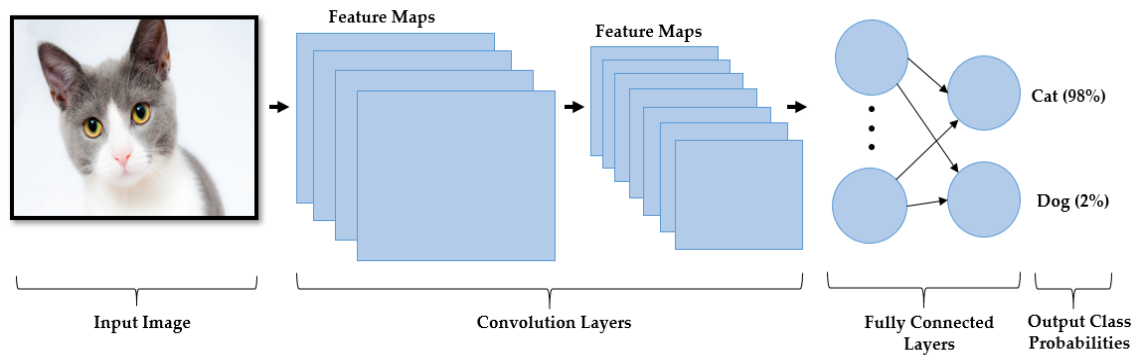 Feature Maps
Feature Maps
Cat (98%)
Dog (2%)
Input Image
Convolution Layers
Fully Connected
Layers
Output Class
Probabilities